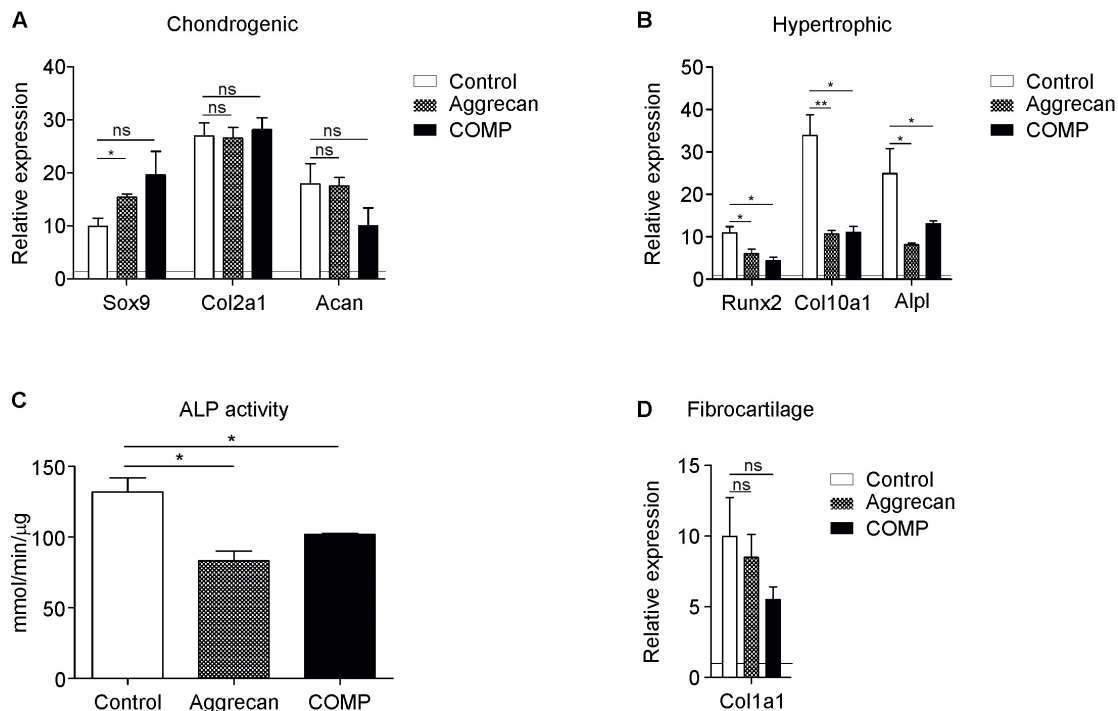 A
Chondrogenic
Relative expression
40
30
20
10
0
ns
*
ns
ns
ns
ns
Sox9 Col2a1 Acan
Control
Aggrecan
COMP
B
Hypertrophic
Relative expression
50
40
30
20
10
0
*
*
*
**
*
*
Runx2 Col10a1 Alpl
Control
Aggrecan
COMP
C
ALP activity
mmol/min/µg
150
100
50
0
*
*
Control Aggrecan COMP
D Fibrocartilage
Relative expression
15
10
5
0
ns
ns
Col1a1
Control
Aggrecan
COMP